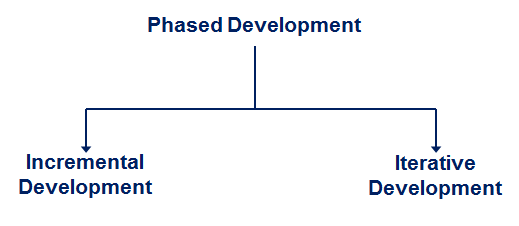 Phased Development
Incremental
Development
Iterative
Development